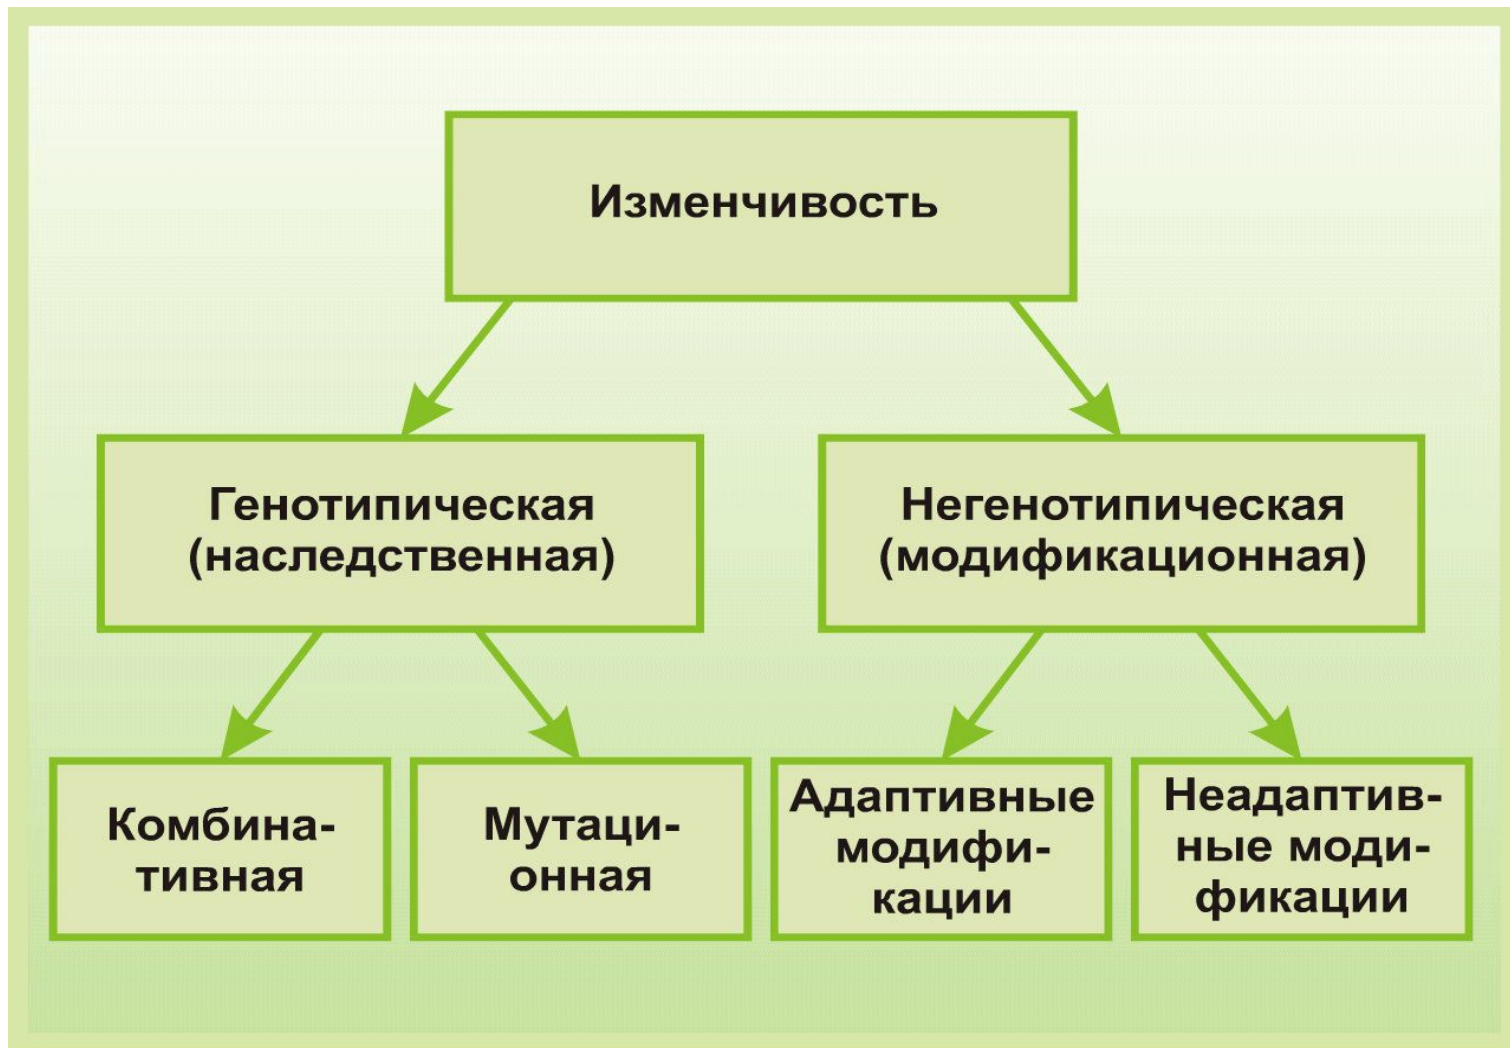 Изменчивость
Генотипическая
(наследственная)
Негенотипическая
(модификационная)
Комбина-
тивная
Мутаци-
онная
Адаптивные
модифи-
кации
Неадаптив-
ные моди-
фикации